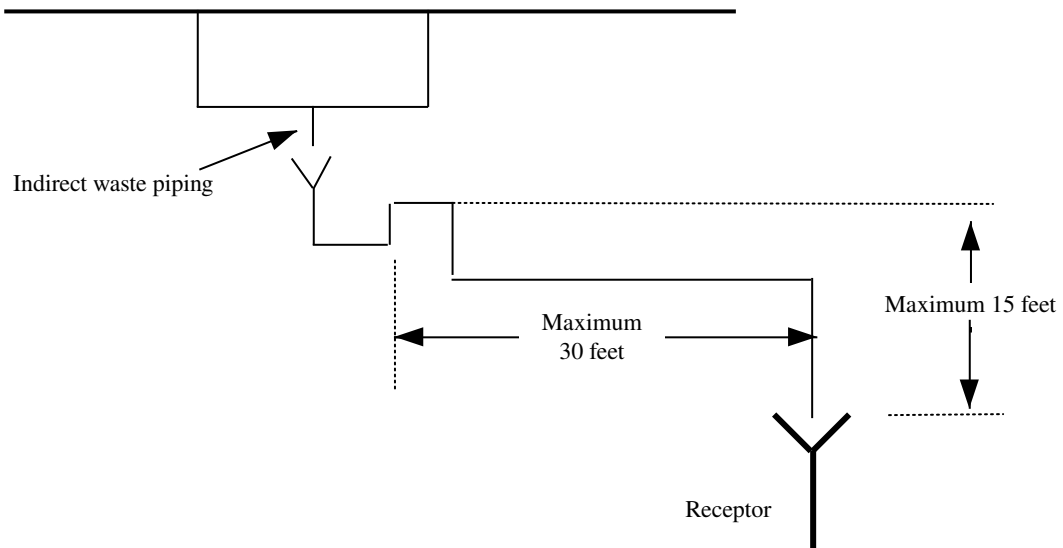 Indirect waste piping
Maximum 15 feet
Maximum
30 feet
Receptor